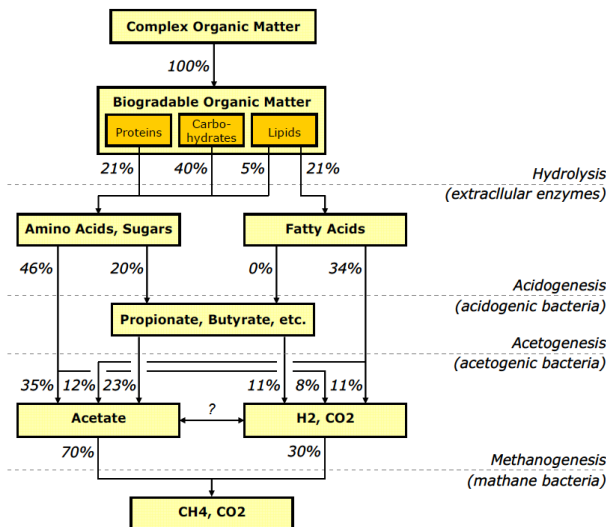 Complex Organic Matter
100%
Biogradable Organic Matter
Proteins
Carbo-
hydrates
Lipids
21%
40%
5%
21%
Hydrolysis
(extracllular enzymes)
Amino Acids, Sugars
Fatty Acids
46%
20%
0%
34%
Acidogenesis
(acidogenic bacteria)
Propionate, Butyrate, etc.
Acetogenesis
(acetogenic bacteria)
35%
12%
23%
11%
8%
11%
Acetate
?
H2, CO2
70%
30%
Methanogenesis
(mathane bacteria)
CH4, CO2